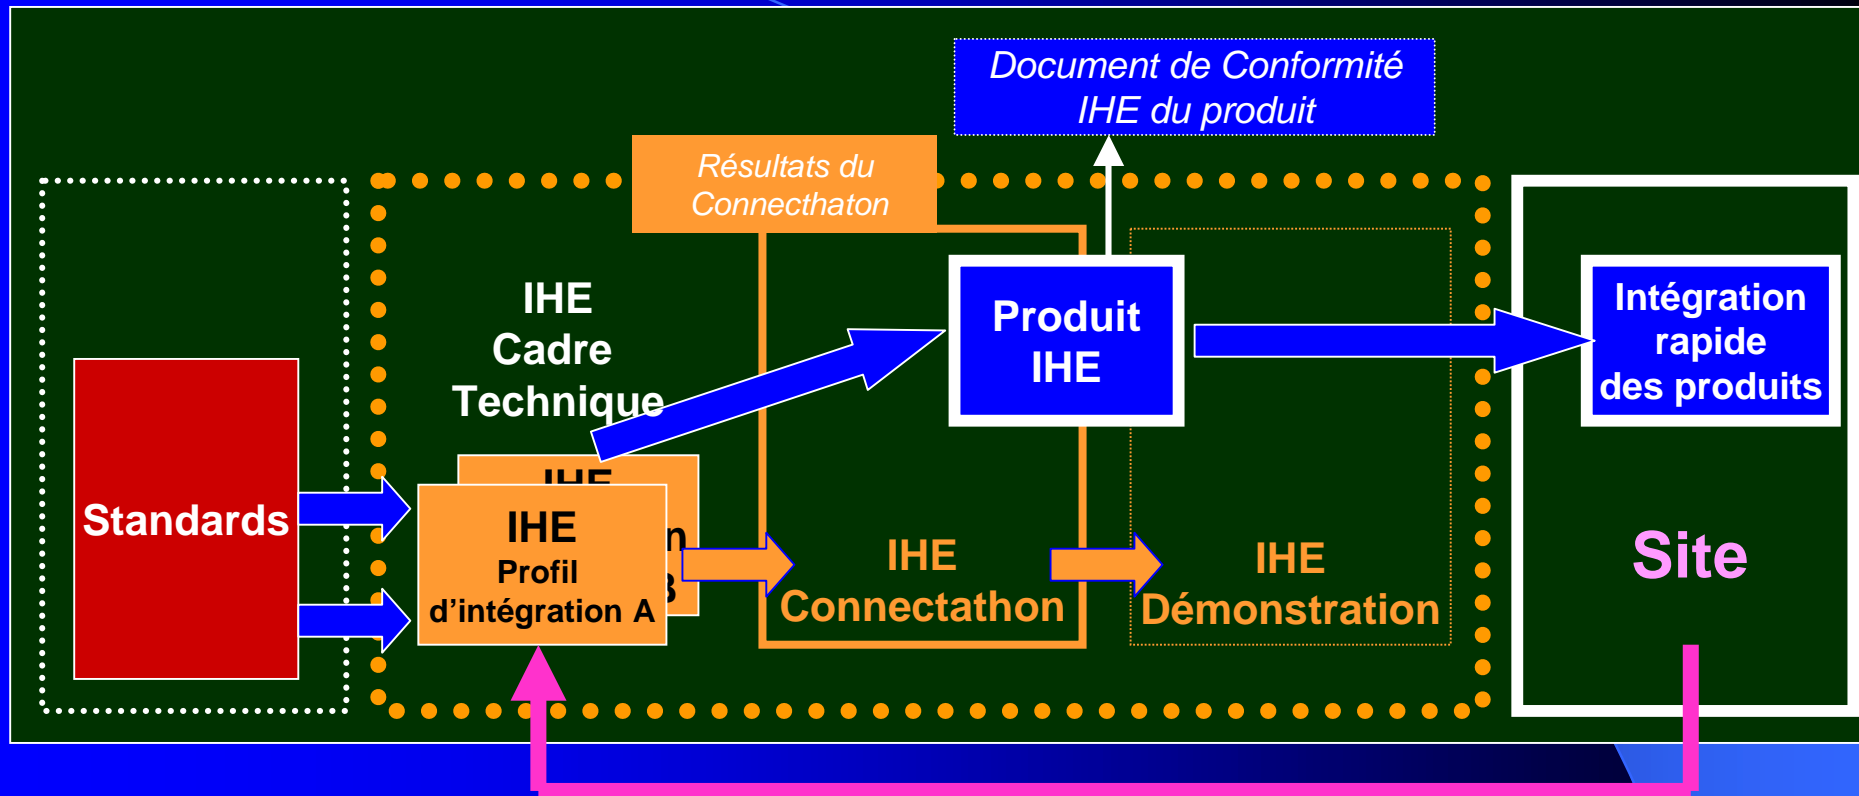 Document de Conformité
IHE du produit
Résultats du
Connecthaton
IHE
Cadre
Technique
Produit
IHE
Intégration
rapide
des produits
Standards
IHE
IHE
Profil
d’intégration A
IHE
Connectathon
IHE
Démonstration
Site